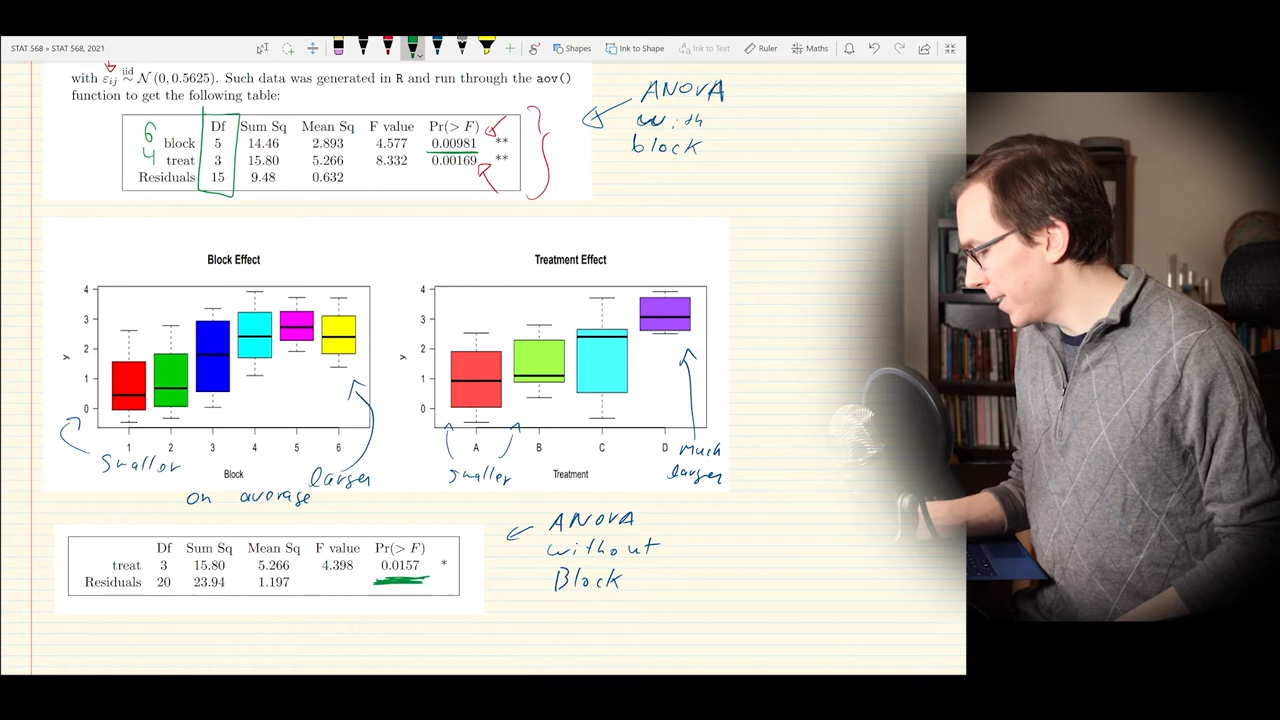 STAT 568 » STAT 568, 2021
Shapes
Ink to Shape
Ink to Text
Ruler
Maths
with εᵢⱼ iid ∼ N (0, 0.5625). Such data was generated in R and run through the aov()
function to get the following table:
Df Sum Sq Mean Sq F value Pr(> F)
6 block 5 14.46 2.893 4.577 0.00981 **
4 treat 3 15.80 5.266 8.332 0.00169 **
Residuals 15 9.48 0.632
ANOVA
with
block
Block Effect
y
4
3
2
1
0
1 2 3 4 5 6
Block
smaller
on average
larger
Treatment Effect
y
4
3
2
1
0
A B C D
Treatment
smaller
Much
larger
Df Sum Sq Mean Sq F value Pr(> F)
treat 3 15.80 5.266 4.398 0.0157 *
Residuals 20 23.94 1.197
ANOVA
without
Block